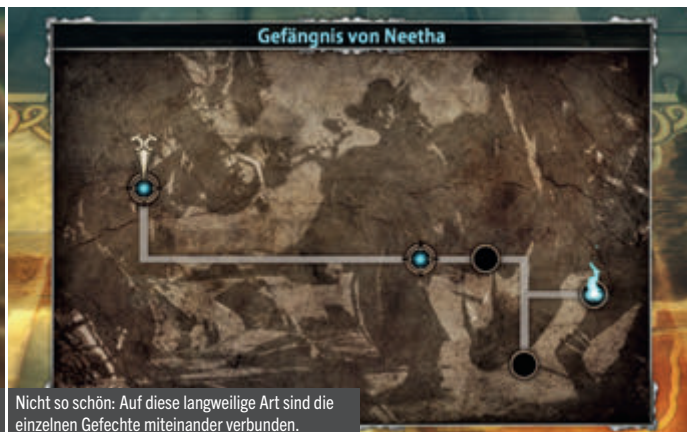 Gefängnis von Neetha
Nicht so schön: Auf diese langweilige Art sind die
einzelnen Gefechte miteinander verbunden.